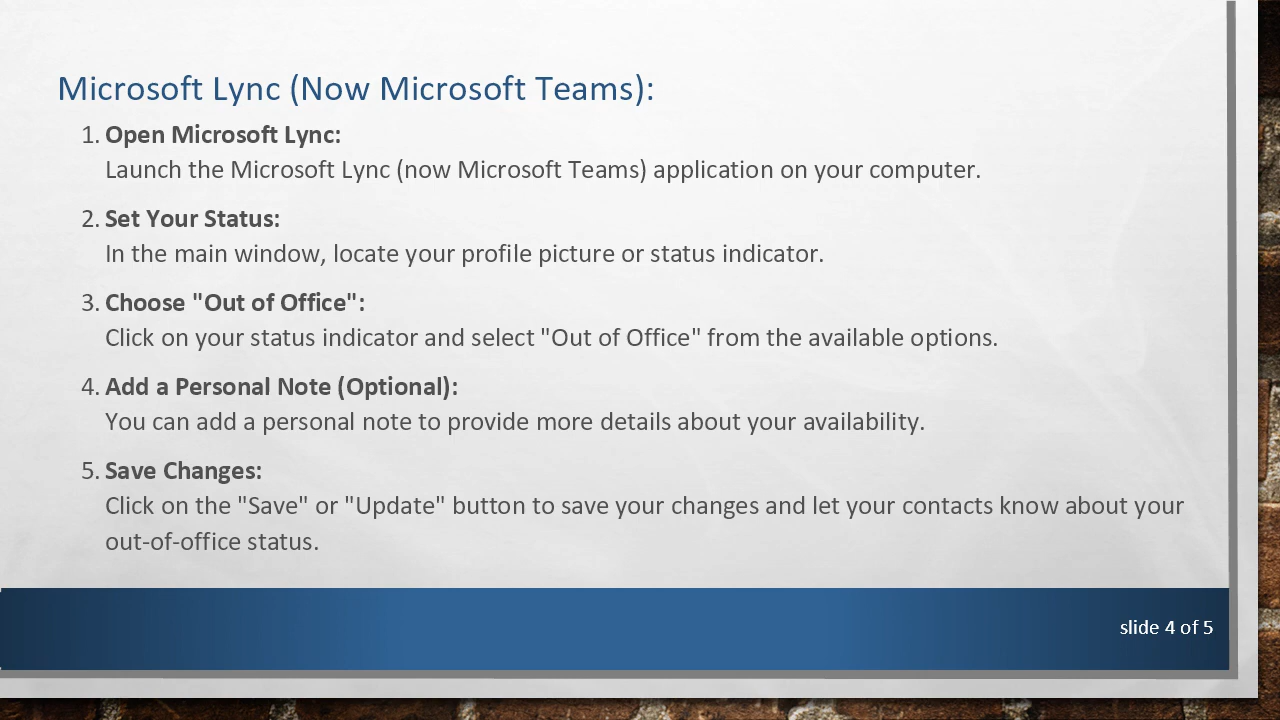 Microsoft Lync (Now Microsoft Teams):
1. Open Microsoft Lync:
Launch the Microsoft Lync (now Microsoft Teams) application on your computer.
2. Set Your Status:
In the main window, locate your profile picture or status indicator.
3. Choose "Out of Office":
Click on your status indicator and select "Out of Office" from the available options.
4. Add a Personal Note (Optional):
You can add a personal note to provide more details about your availability.
5. Save Changes:
Click on the "Save" or "Update" button to save your changes and let your contacts know about your
out-of-office status.
slide 4 of 5